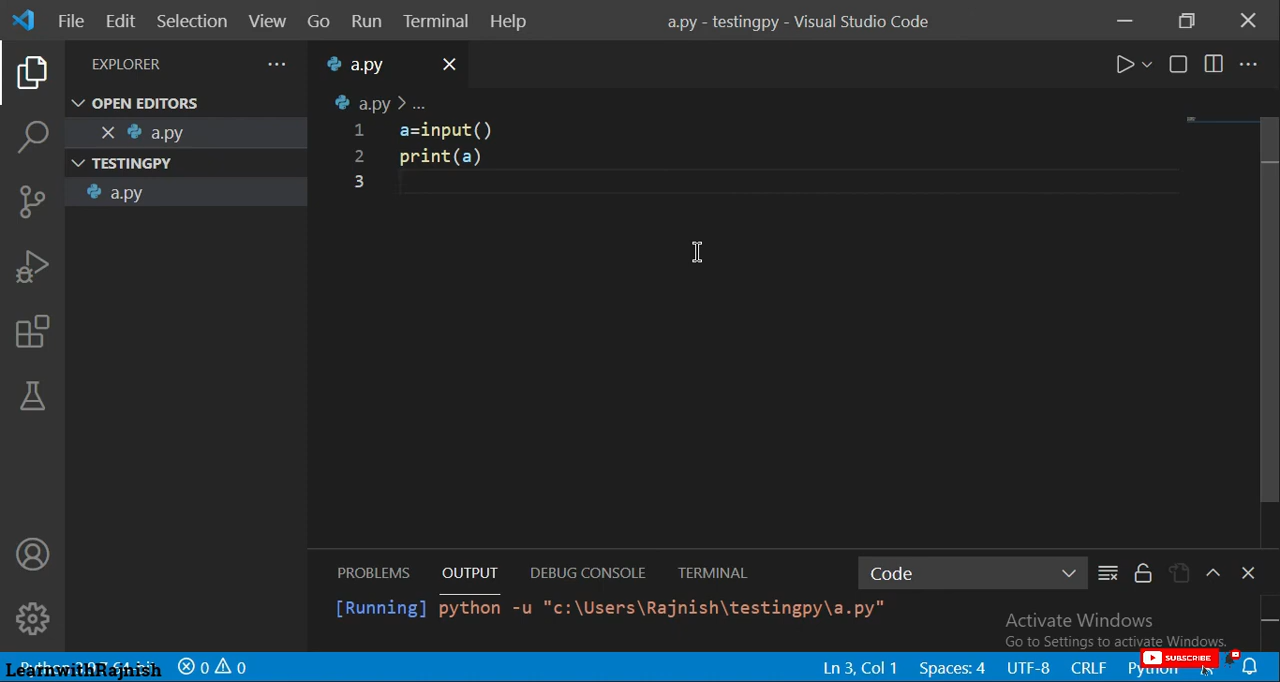 File Edit Selection View Go Run Terminal Help a.py - testingpy - Visual Studio Code
EXPLORER
OPEN EDITORS
a.py
TESTINGPY
a.py
a.py
a.py > ...
1 a=input()
2 print(a)
3
PROBLEMS OUTPUT DEBUG CONSOLE TERMINAL Code
[Running] python -u "c:\Users\Rajnish\testingpy\a.py"
Activate Windows
Go to Settings to activate Windows.
LearnwithRajnish 0 0 Ln 3, Col 1 Spaces: 4 UTF-8 CRLF Python
SUBSCRIBE